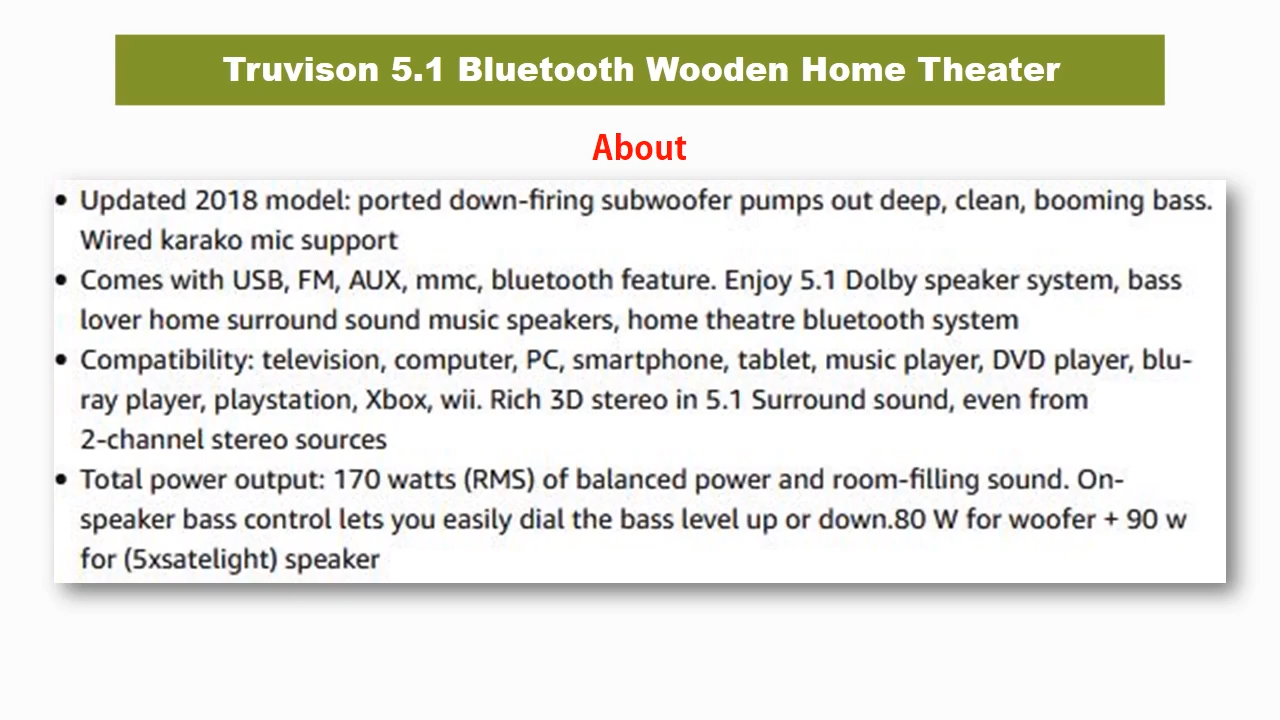 Truvison 5.1 Bluetooth Wooden Home Theater
About
• Updated 2018 model: ported down-firing subwoofer pumps out deep, clean, booming bass.
Wired karako mic support
• Comes with USB, FM, AUX, mmc, bluetooth feature. Enjoy 5.1 Dolby speaker system, bass
lover home surround sound music speakers, home theatre bluetooth system
• Compatibility: television, computer, PC, smartphone, tablet, music player, DVD player, blu-
ray player, playstation, Xbox, wii. Rich 3D stereo in 5.1 Surround sound, even from
2-channel stereo sources
• Total power output: 170 watts (RMS) of balanced power and room-filling sound. On-
speaker bass control lets you easily dial the bass level up or down.80 W for woofer + 90 w
for (5xsatelight) speaker